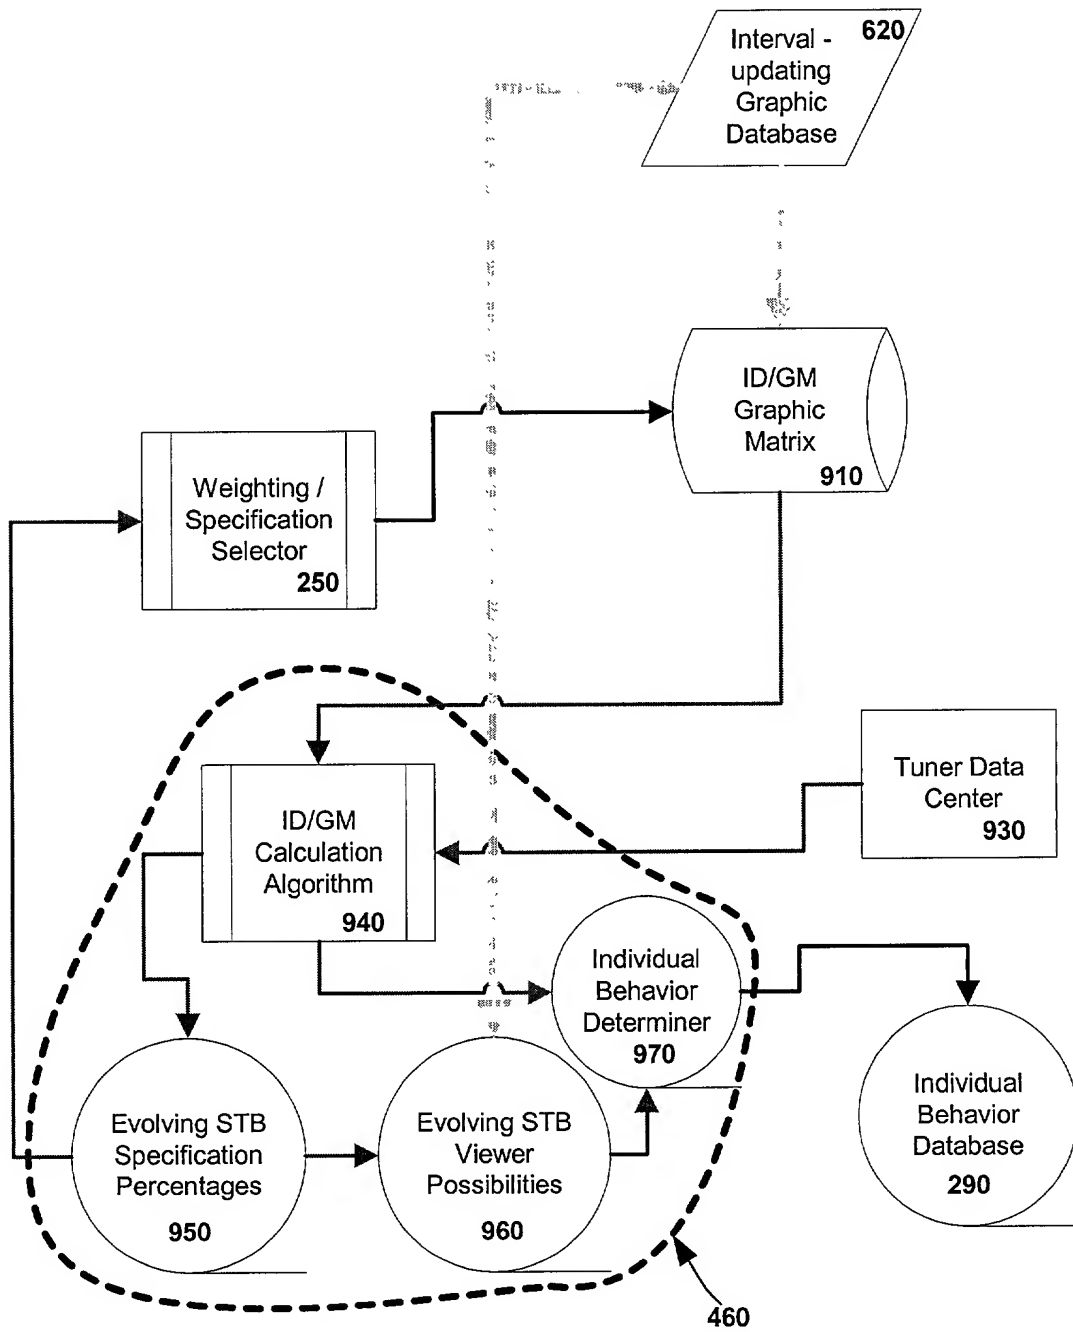 620
Interval -
updating
Graphic
Database
ID/GM
Graphic
Matrix
910
Weighting /
Specification
Selector
250
Tuner Data
Center
930
ID/GM
Calculation
Algorithm
940
Individual
Behavior
Determiner
970
Individual
Behavior
Database
290
Evolving STB
Specification
Percentages
950
Evolving STB
Viewer
Possibilities
960
460